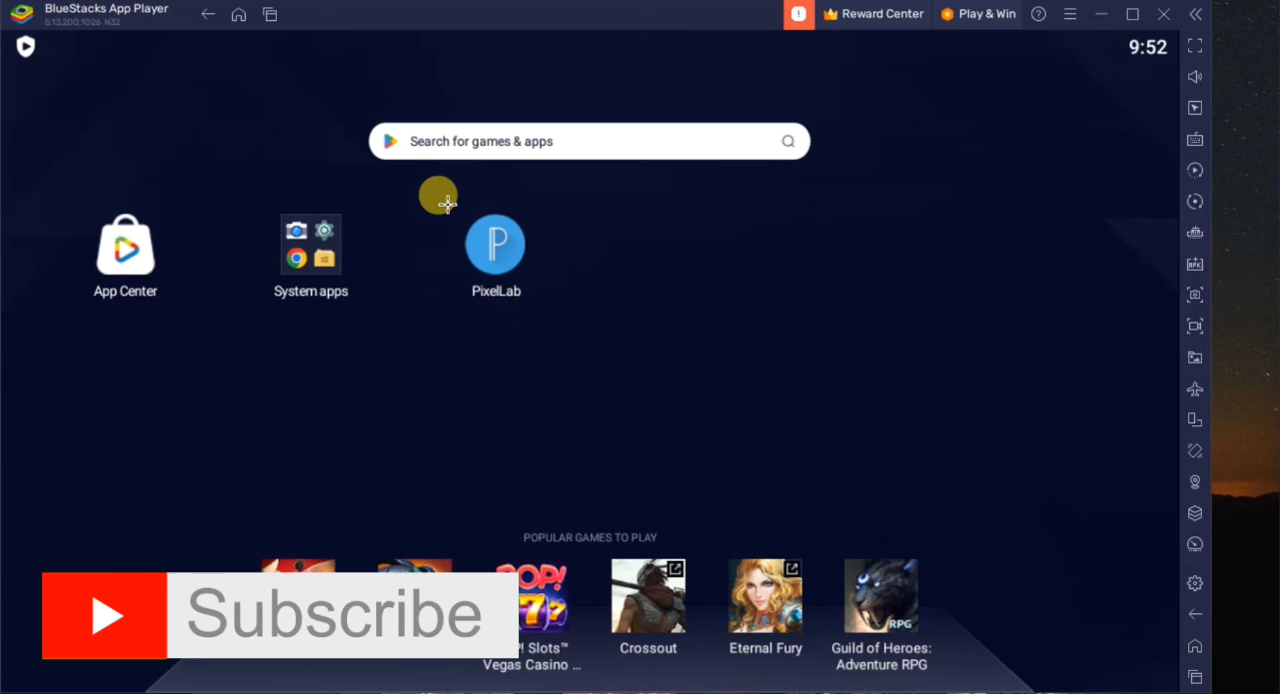 BlueStacks App Player
5.13.200.1026 N32
Reward Center
Play & Win
9:52
Search for games & apps
App Center
System apps
PixelLab
POPULAR GAMES TO PLAY
POP!
RPG
Subscribe
P! Slots™
Vegas Casino ...
Crossout
Eternal Fury
Guild of Heroes:
Adventure RPG